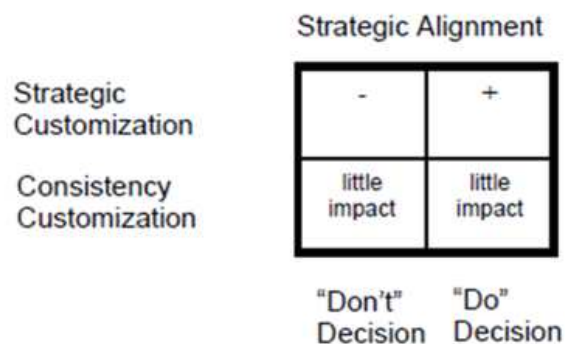 Strategic Alignment
Strategic
Customization
-
+
Consistency
Customization
little
impact
little
impact
“Don't”
Decision
“Do”
Decision